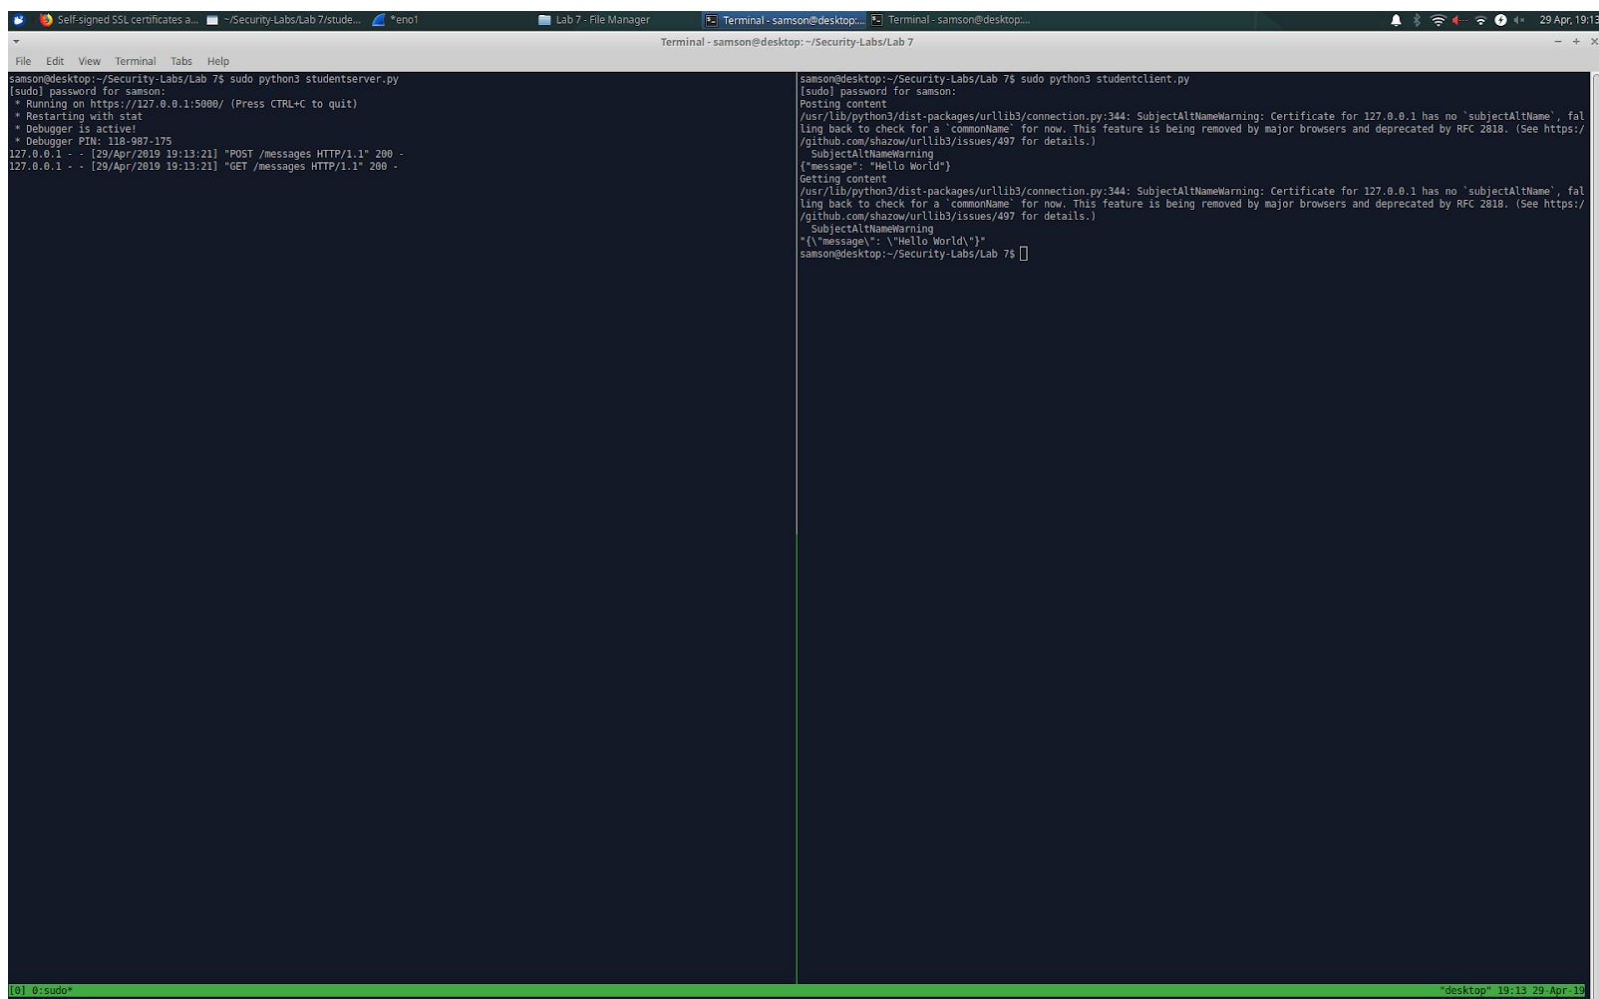 Self-signed SSL certificates a... ~/Security-Labs/Lab 7/stude... *eno1 Lab 7 - File Manager Terminal - samson@desktop:... Terminal - samson@desktop:... 29 Apr, 19:13
Terminal - samson@desktop: ~/Security-Labs/Lab 7
File Edit View Terminal Tabs Help
samson@desktop:~/Security-Labs/Lab 7$ sudo python3 studentserver.py
[sudo] password for samson:
* Running on https://127.0.0.1:5000/ (Press CTRL+C to quit)
* Restarting with stat
* Debugger is active!
* Debugger PIN: 118-987-175
127.0.0.1 - - [29/Apr/2019 19:13:21] "POST /messages HTTP/1.1" 200 -
127.0.0.1 - - [29/Apr/2019 19:13:21] "GET /messages HTTP/1.1" 200 -
samson@desktop:~/Security-Labs/Lab 7$ sudo python3 studentclient.py
[sudo] password for samson:
Posting content
/usr/lib/python3/dist-packages/urllib3/connection.py:344: SubjectAltNameWarning: Certificate for 127.0.0.1 has no `subjectAltName`, fal
ling back to check for a `commonName` for now. This feature is being removed by major browsers and deprecated by RFC 2818. (See https:/
/github.com/shazow/urllib3/issues/497 for details.)
SubjectAltNameWarning
{"message": "Hello World"}
Getting content
/usr/lib/python3/dist-packages/urllib3/connection.py:344: SubjectAltNameWarning: Certificate for 127.0.0.1 has no `subjectAltName`, fal
ling back to check for a `commonName` for now. This feature is being removed by major browsers and deprecated by RFC 2818. (See https:/
/github.com/shazow/urllib3/issues/497 for details.)
SubjectAltNameWarning
"{\"message\": \"Hello World\"}"
samson@desktop:~/Security-Labs/Lab 7$
[0] 0:sudo* "desktop" 19:13 29-Apr-19